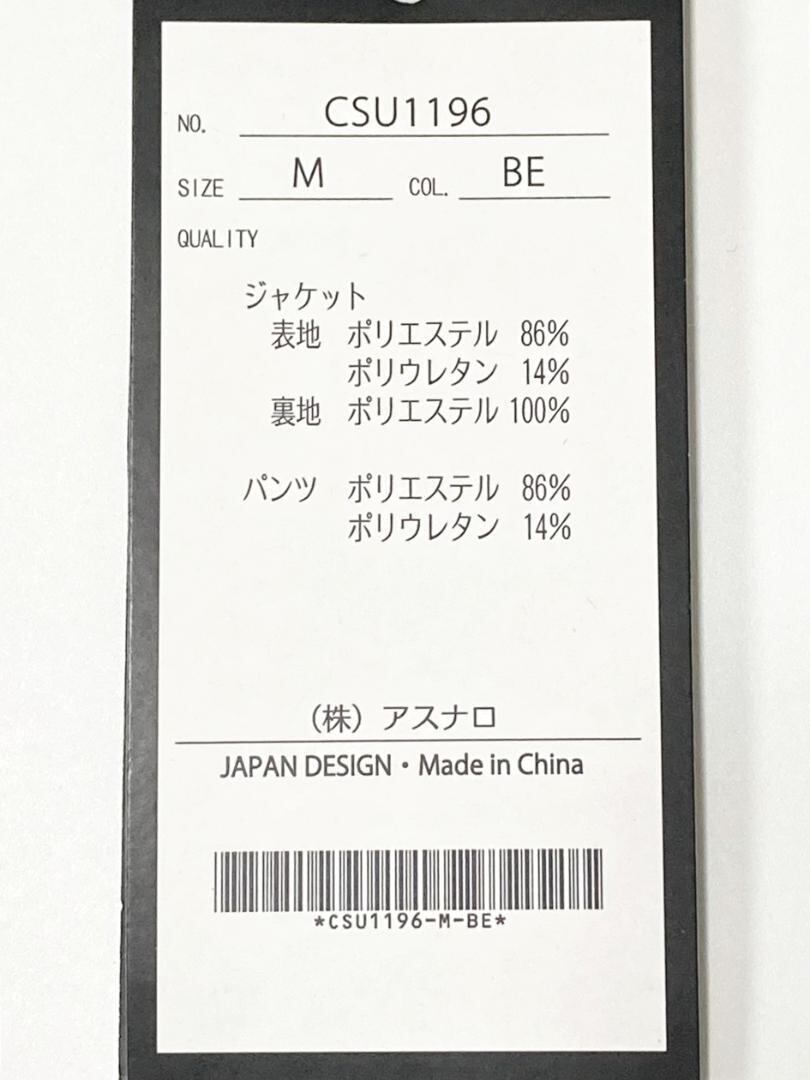 NO. CSU1196
SIZE M COL. BE
QUALITY
ジャケット
表地 ポリエステル 86%
ポリウレタン 14%
裏地 ポリエステル 100%
パンツ ポリエステル 86%
ポリウレタン 14%
(株) アスナロ
JAPAN DESIGN・Made in China
*CSU1196-M-BE*